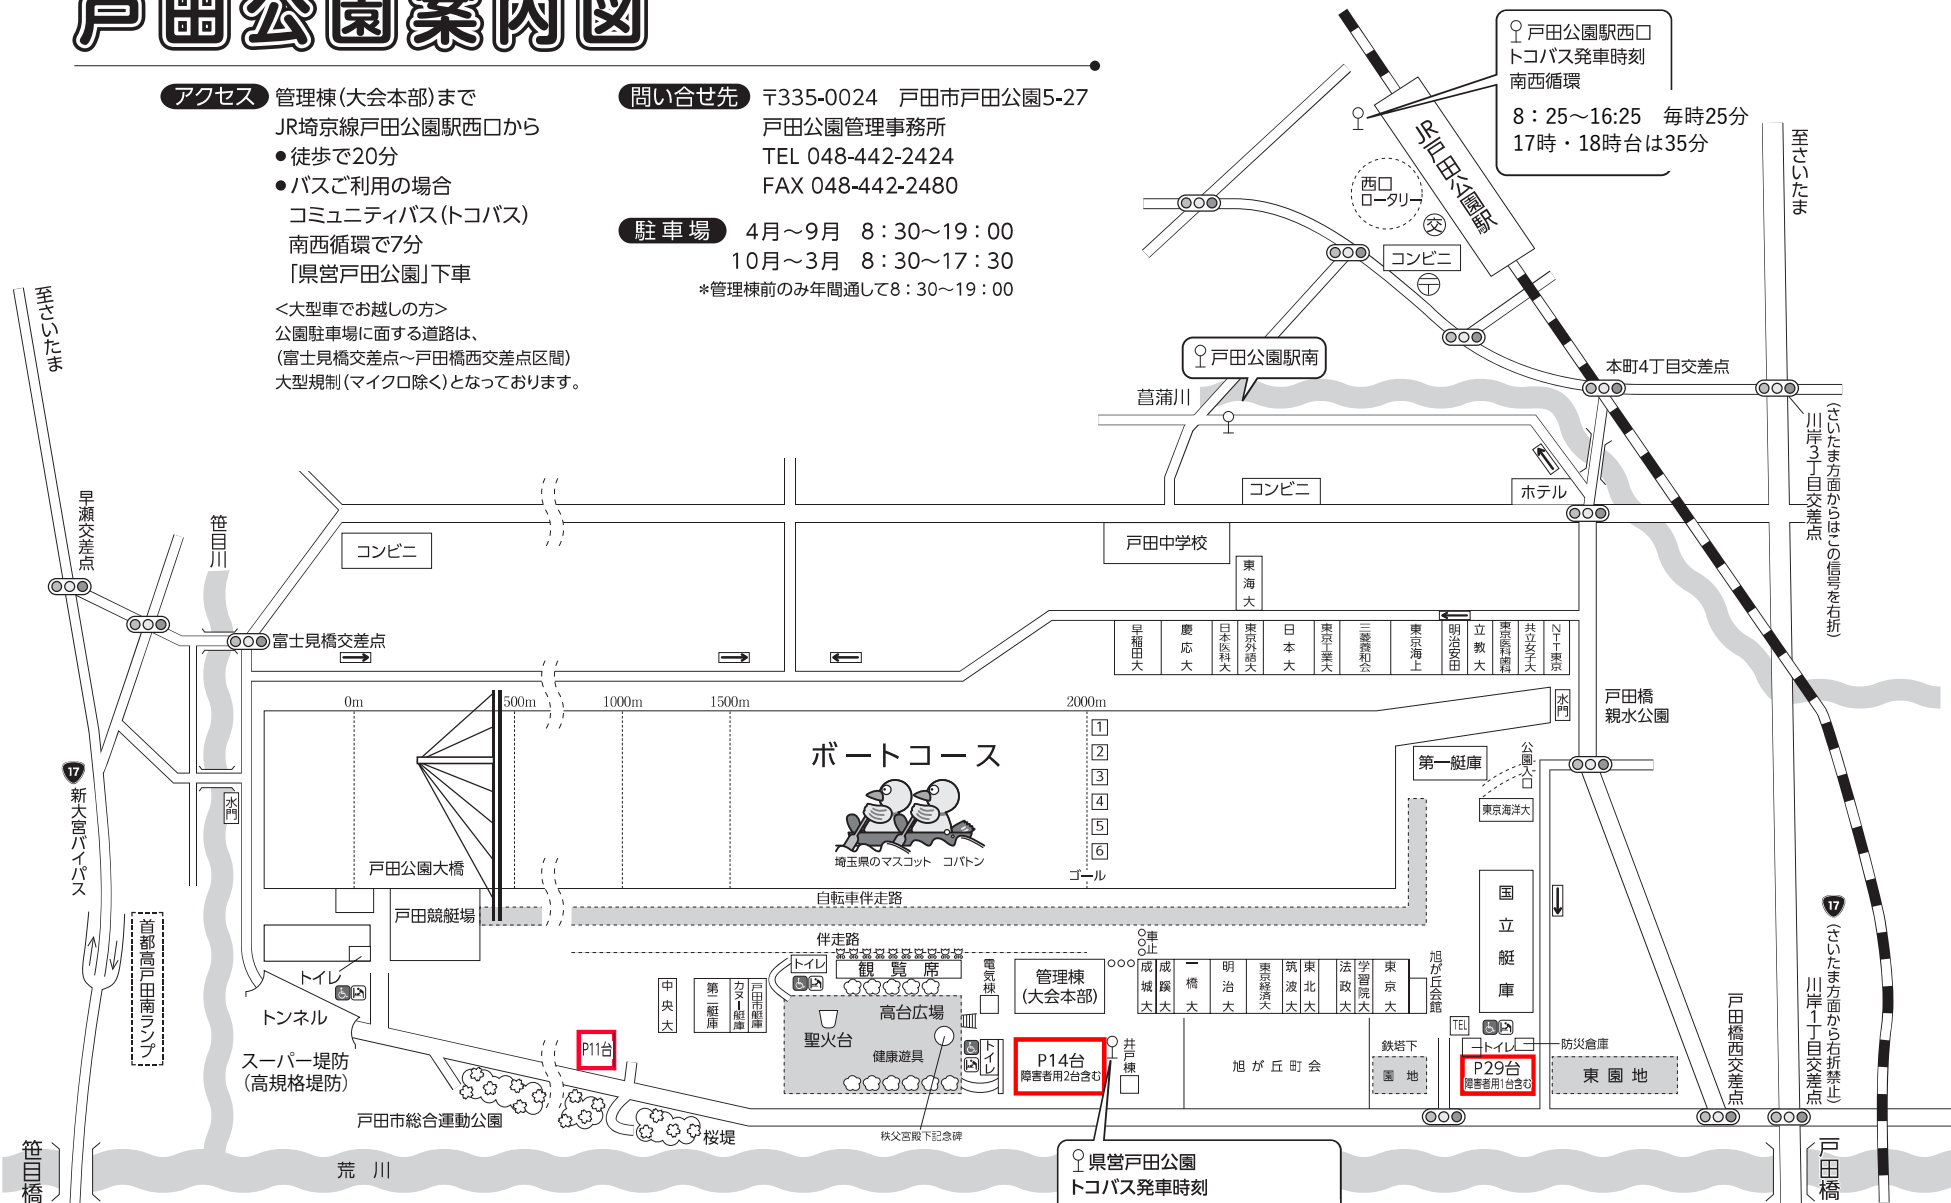 戸田公園案内図
アクセス 管理棟(大会本部)まで
JR埼京線戸田公園駅西口から
●徒歩で20分
●バスご利用の場合
コミュニティバス(トコバス)
南西循環で7分
「県営戸田公園」下車
<大型車でお越しの方>
公園駐車場に面する道路は、
(富士見橋交差点~戸田橋西交差点区間)
大型規制(マイクロ除く)となっております。
問い合せ先 〒335-0024 戸田市戸田公園5-27
戸田公園管理事務所
TEL 048-442-2424
FAX 048-442-2480
駐車場 4月~9月 8:30~19:00
10月~3月 8:30~17:30
*管理棟前のみ年間通して8:30~19:00
戸田公園駅西口
トコバス発車時刻
南西循環
8:25~16:25 毎時25分
17時・18時台は35分
JR戸田公園駅
西口
ロータリー
交
コンビニ
〒
至さいたま
至さいたま
戸田公園駅南
菖蒲川
本町4丁目交差点
川岸3丁目交差点
(さいたま方面からはこの信号を右折)
コンビニ
ホテル
早瀬交差点
笹目川
コンビニ
戸田中学校
東海大
富士見橋交差点
早稲田大
慶応大
日本医科大
東京外語大
日本大
東京工業大
三菱養和会
東京海上
明治安田
立教大
東京医科歯科
共立女子大
NTT東京
0m
500m
1000m
1500m
2000m
水門
戸田橋
親水公園
ボートコース
1
2
3
4
5
6
ゴール
埼玉県のマスコット コバトン
第一艇庫
公園入口
東京海洋大
17
新大宮バイパス
水門
戸田公園大橋
戸田競艇場
自転車伴走路
国立艇庫
17
(さいたま方面から右折禁止)
川岸1丁目交差点
首都高戸田南ランプ
伴走路
車止
トイレ
トンネル
スーパー堤防
(高規格堤防)
中央大
第二艇庫
カヌー艇庫
戸田市艇庫
トイレ
観覧席
電気棟
管理棟
(大会本部)
成城大
成蹊大
一橋大
明治大
東京経済大
筑波大
東北大
法政大
学習院大
東京大
旭が丘会館
高台広場
聖火台
健康遊具
トイレ
P11台
P14台
障害者用2台含む
井戸棟
旭が丘町会
鉄塔下
園地
TEL
トイレ
防災倉庫
P29台
障害者用1台含む
東園地
戸田橋西交差点
戸田市総合運動公園
桜堤
秩父宮殿下記念碑
笹目橋
荒川
戸田橋
県営戸田公園
トコバス発車時刻